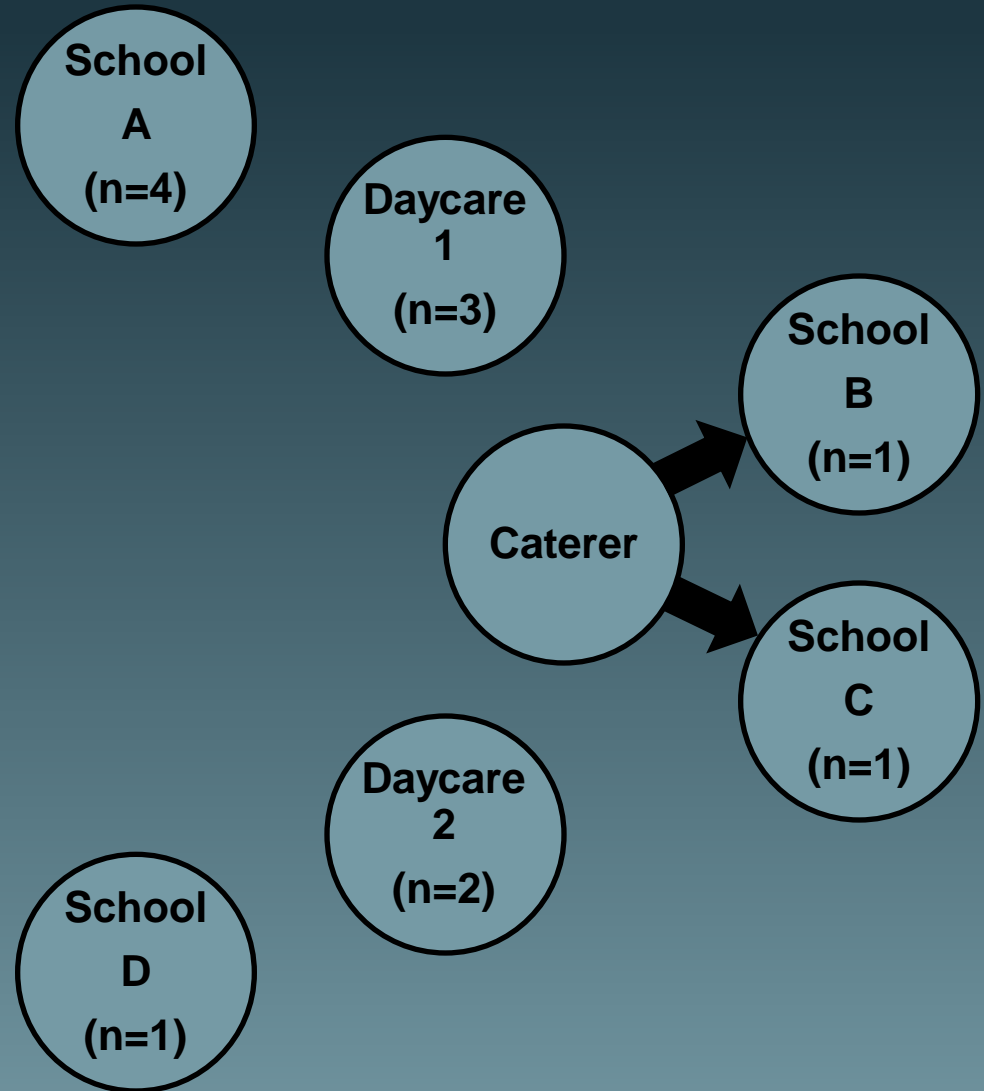 School
A
(n=4)
Daycare
1
(n=3)
School
B
(n=1)
Caterer
School
C
(n=1)
Daycare
2
(n=2)
School
D
(n=1)